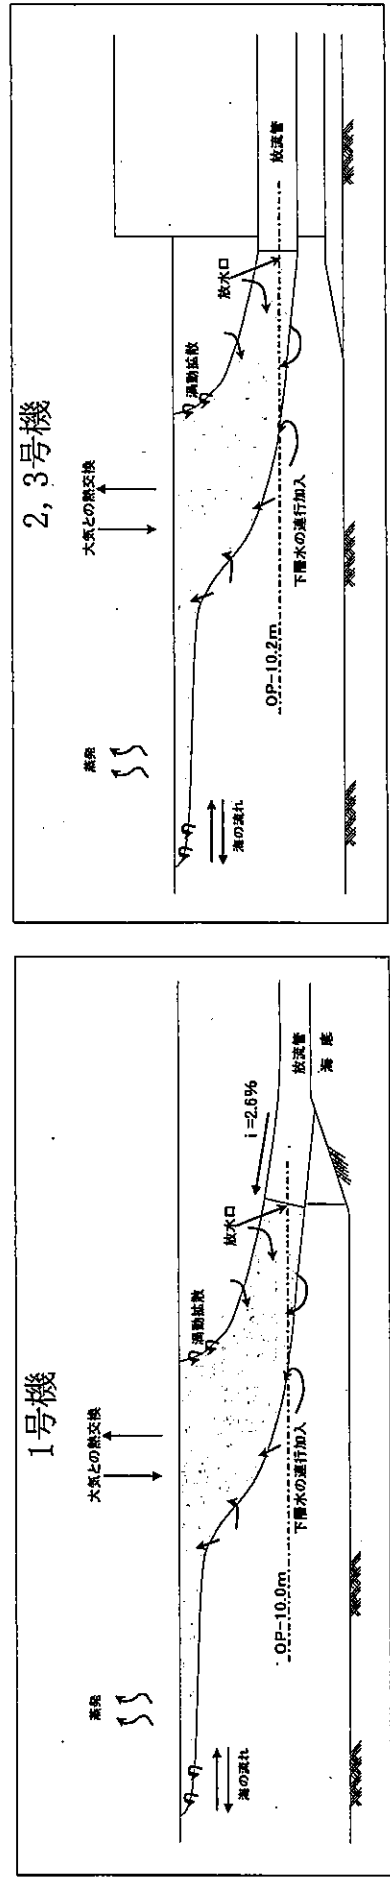 1号機
大気との熱交換
蒸発
渦動拡散
i=2.6%
放水口
海の流れ
OP-10.0m
下層水の連行加入
放流管
海底
2,3号機
大気との熱交換
蒸発
渦動拡散
放水口
放流管
海の流れ
OP-10.2m
下層水の連行加入